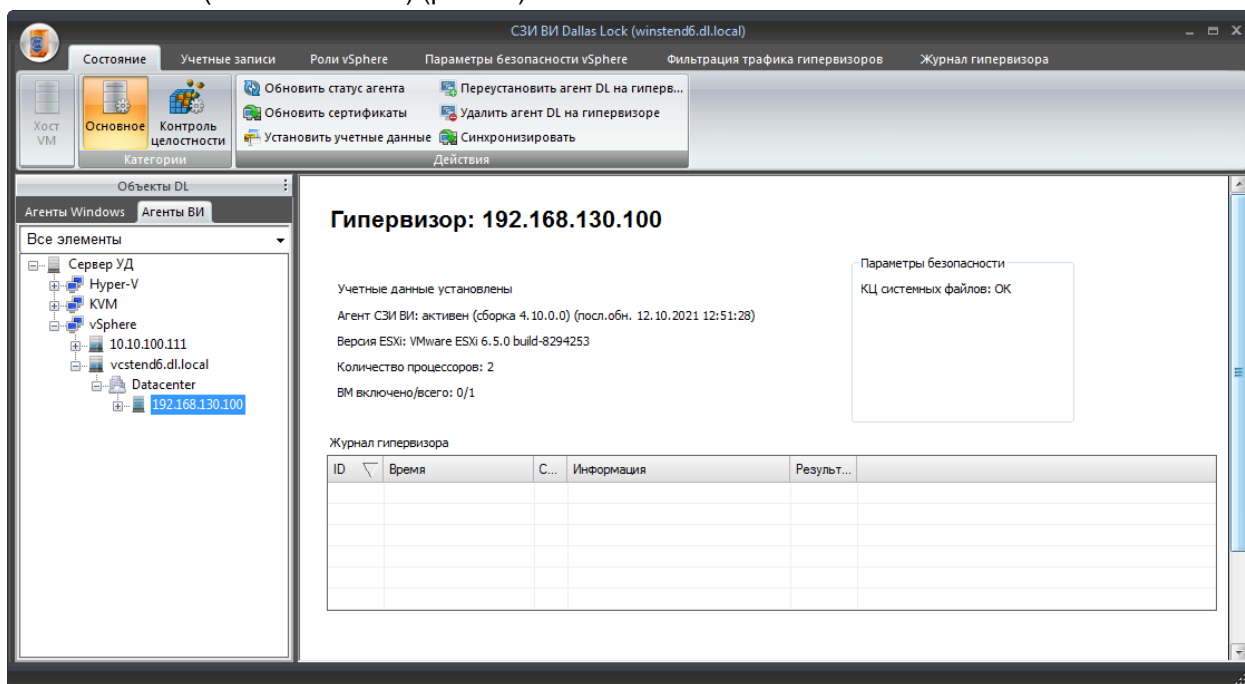 СЗИ ВИ Dallas Lock (winstend6.dl.local)
Состояние Учетные записи Роли vSphere Параметры безопасности vSphere Фильтрация трафика гипервизоров Журнал гипервизора
Хост VM
Основное
Контроль целостности
Категории
Обновить статус агента
Обновить сертификаты
Установить учетные данные
Переустановить агент DL на гиперв...
Удалить агент DL на гипервизоре
Синхронизировать
Действия
Объекты DL
Агенты Windows Агенты ВИ
Все элементы
Сервер УД
Hyper-V
KVM
vSphere
10.10.100.111
vcstend6.dl.local
Datacenter
192.168.130.100
Гипервизор: 192.168.130.100
Учетные данные установлены
Агент СЗИ ВИ: активен (сборка 4.10.0.0) (посл.обн. 12.10.2021 12:51:28)
Версия ESXi: VMware ESXi 6.5.0 build-8294253
Количество процессоров: 2
ВМ включено/всего: 0/1
Параметры безопасности
КЦ системных файлов: OK
Журнал гипервизора
ID Время С... Информация Результ...